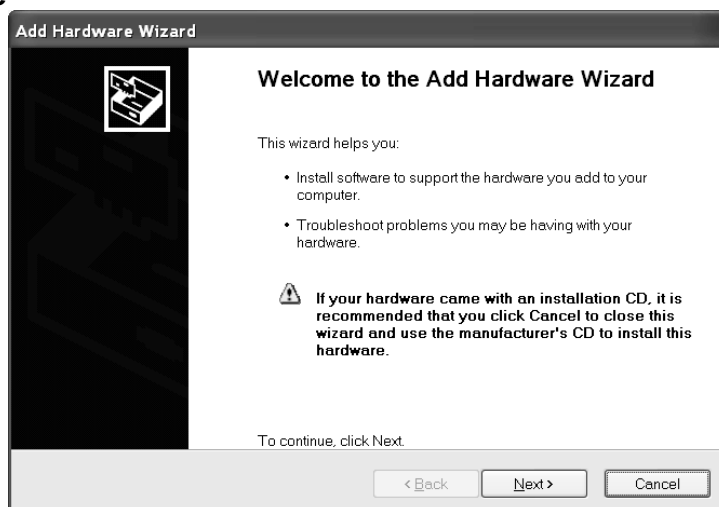 Add Hardware Wizard
Welcome to the Add Hardware Wizard
This wizard helps you:
• Install software to support the hardware you add to your
computer.
• Troubleshoot problems you may be having with your
hardware.
If your hardware came with an installation CD, it is
recommended that you click Cancel to close this
wizard and use the manufacturer's CD to install this
hardware.
To continue, click Next.
< Back Next > Cancel